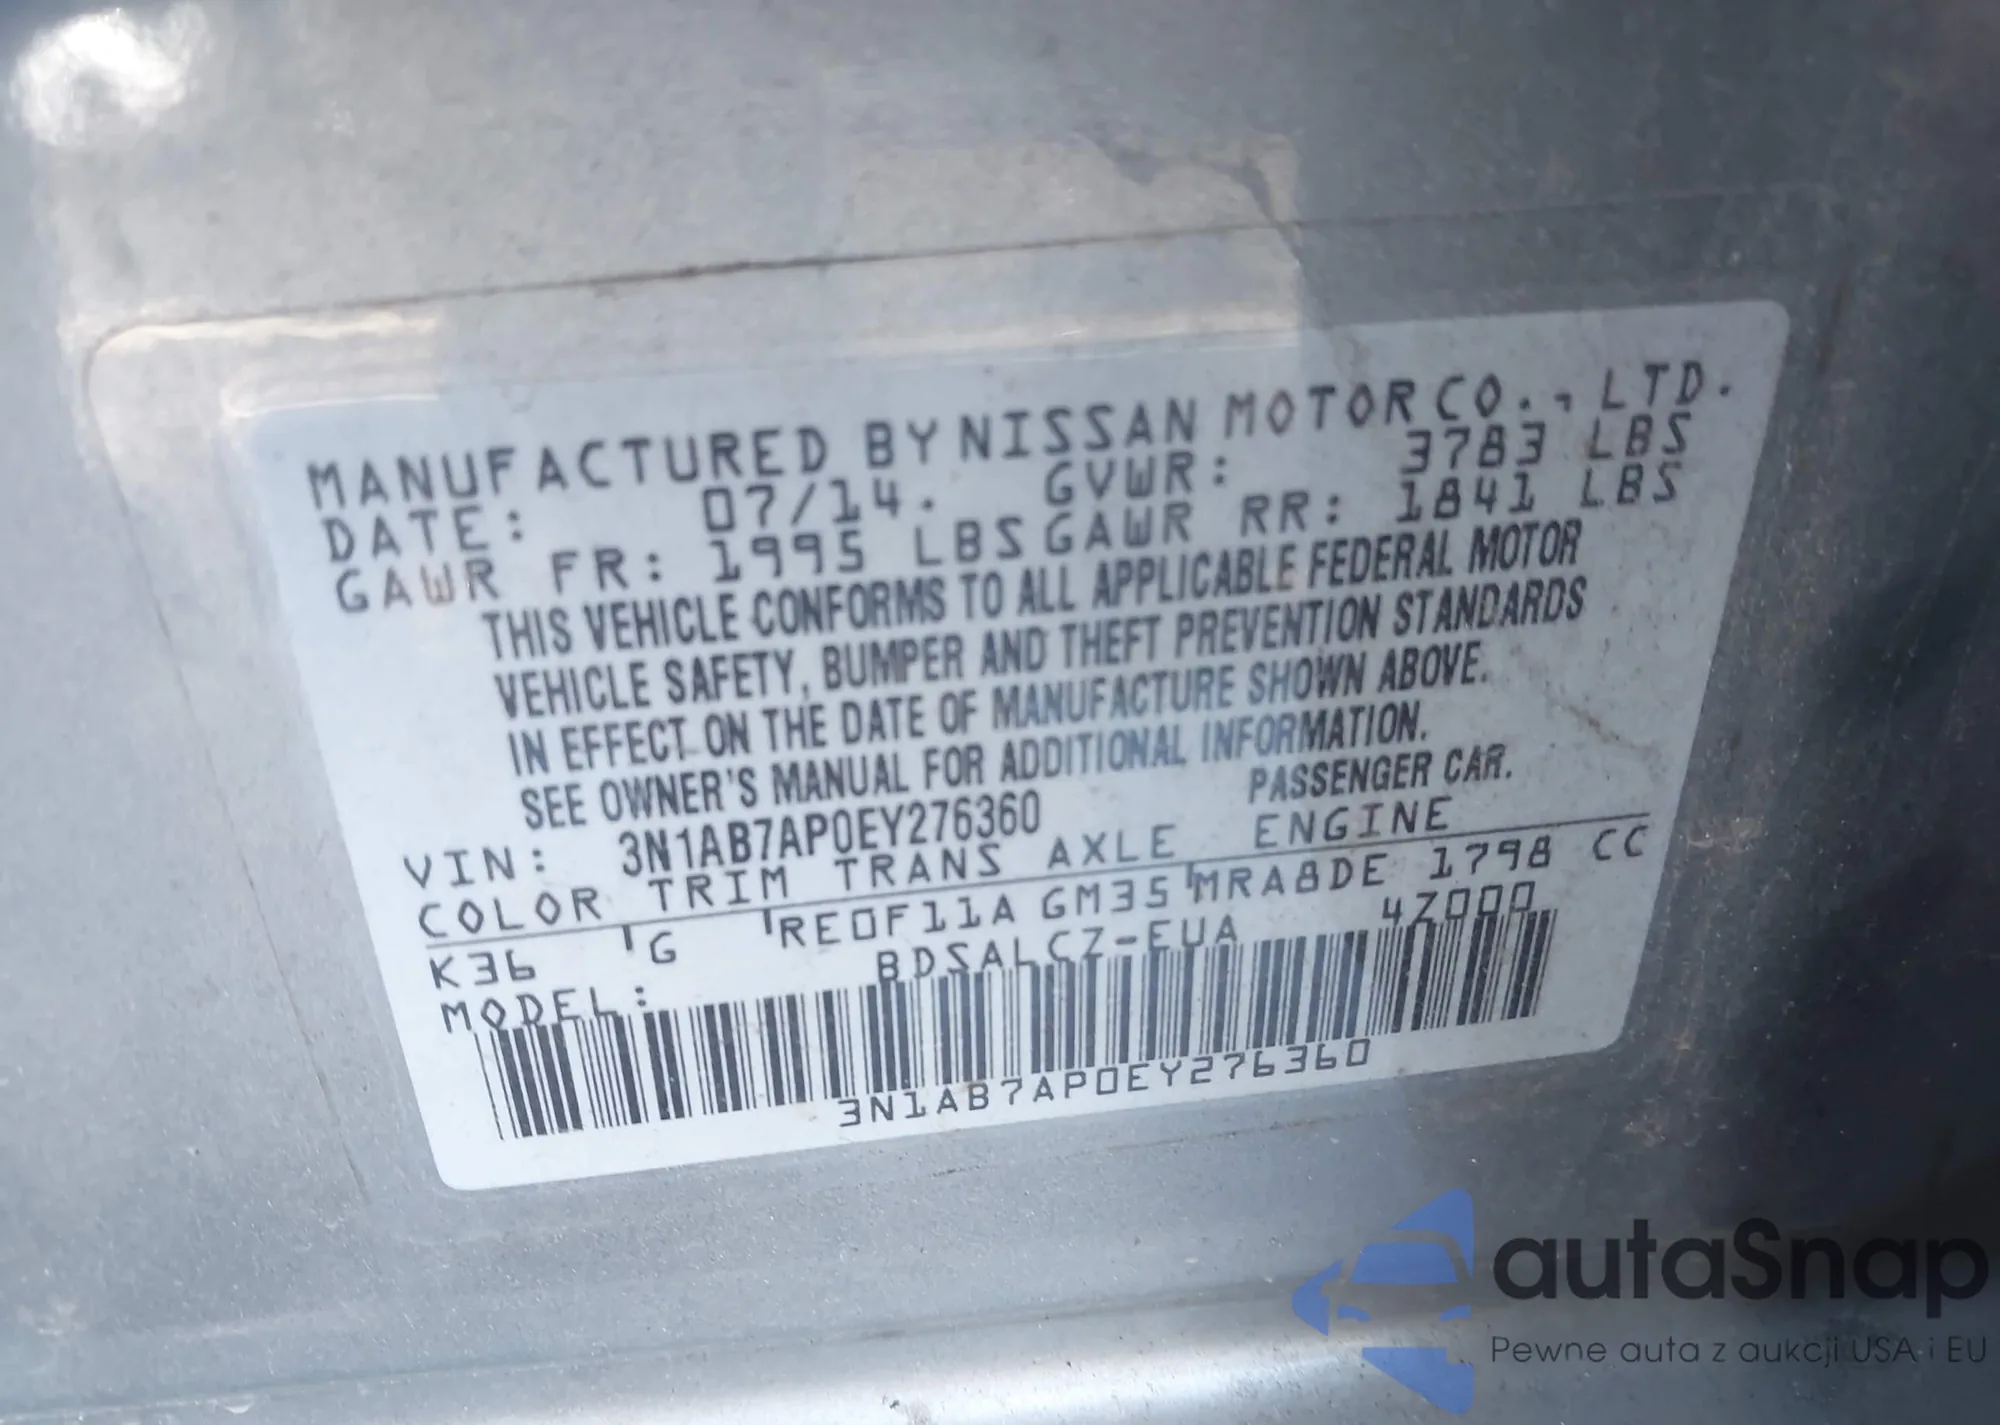 MANUFACTURED BY NISSAN MOTOR CO., LTD.
DATE: 07/14. GVWR: 3783 LBS
GAWR FR: 1995 LBS GAWR RR: 1841 LBS
THIS VEHICLE CONFORMS TO ALL APPLICABLE FEDERAL MOTOR
VEHICLE SAFETY, BUMPER AND THEFT PREVENTION STANDARDS
IN EFFECT ON THE DATE OF MANUFACTURE SHOWN ABOVE.
SEE OWNER'S MANUAL FOR ADDITIONAL INFORMATION.
PASSENGER CAR.
VIN: 3N1AB7AP0EY276360
COLOR TRIM TRANS AXLE ENGINE
K36 G RE0F11A GM35 MRA8DE 1798 CC
MODEL: BDSALCZ-EUA 4Z000
3N1AB7AP0EY276360
autaSnap
Pewne auta z aukcji USA i EU